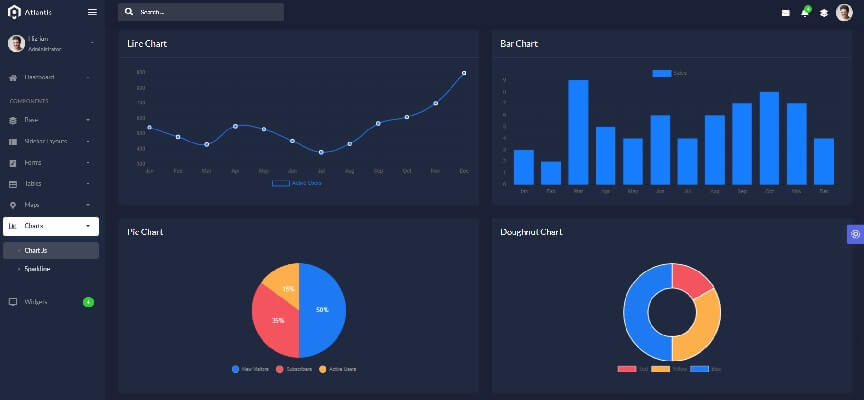 Atlantis
Search ...
Hizrian
Administrator
Dashboard
COMPONENTS
Base
Sidebar Layouts
Forms
Tables
Maps
Charts
Chart Js
Sparkline
Widgets
4
4
Line Chart
900
800
700
600
500
400
300
Jan Feb Mar Apr May Jun Jul Aug Sep Oct Nov Dec
Active Users
Bar Chart
Sales
9
8
7
6
5
4
3
2
1
0
Jan Feb Mar Apr May Jun Jul Aug Sep Oct Nov Dec
Pie Chart
15%
35%
50%
New Visitors Subscribers Active Users
Doughnut Chart
Red Yellow Blue